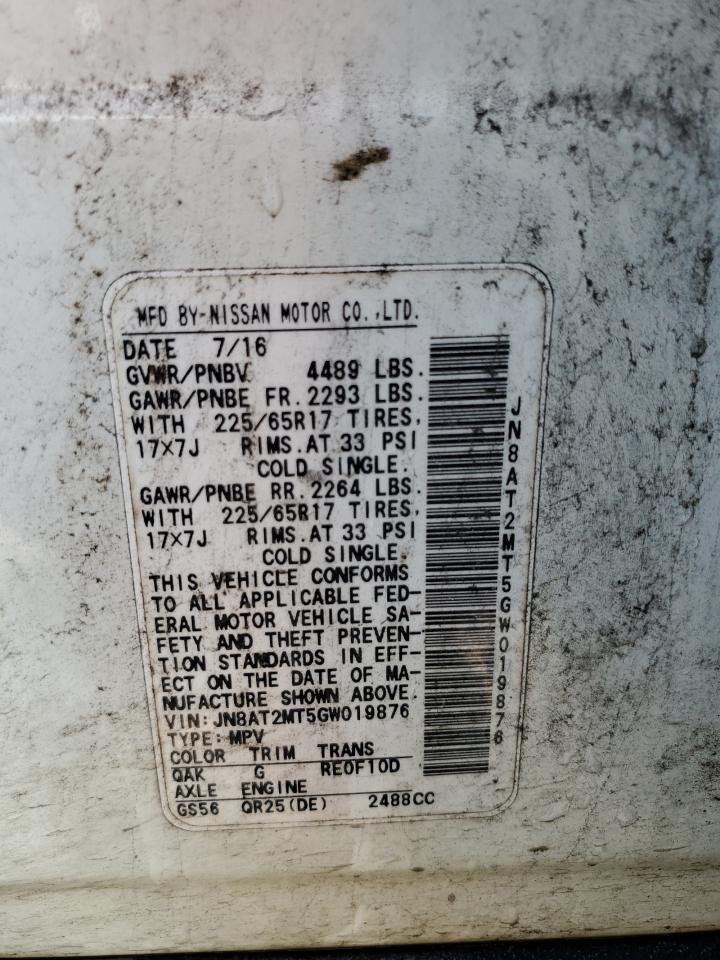 MFD BY-NISSAN MOTOR CO.,LTD.
DATE 7/16
GVWR/PNBV 4489 LBS.
GAWR/PNBE FR.2293 LBS.
WITH 225/65R17 TIRES,
17×7J RIMS.AT 33 PSI
COLD SINGLE.
GAWR/PNBE RR.2264 LBS.
WITH 225/65R17 TIRES,
17×7J RIMS.AT 33 PSI
COLD SINGLE.
THIS VEHICLE CONFORMS
TO ALL APPLICABLE FED-
ERAL MOTOR VEHICLE SA-
FETY AND THEFT PREVEN-
TION STANDARDS IN EFF-
ECT ON THE DATE OF MA-
NUFACTURE SHOWN ABOVE.
VIN:JN8AT2MT5GW019876
TYPE:MPV
COLOR TRIM TRANS
QAK G RE0F10D
AXLE ENGINE
GS56 QR25(DE) 2488CC
JN8AT2MT5GW019876